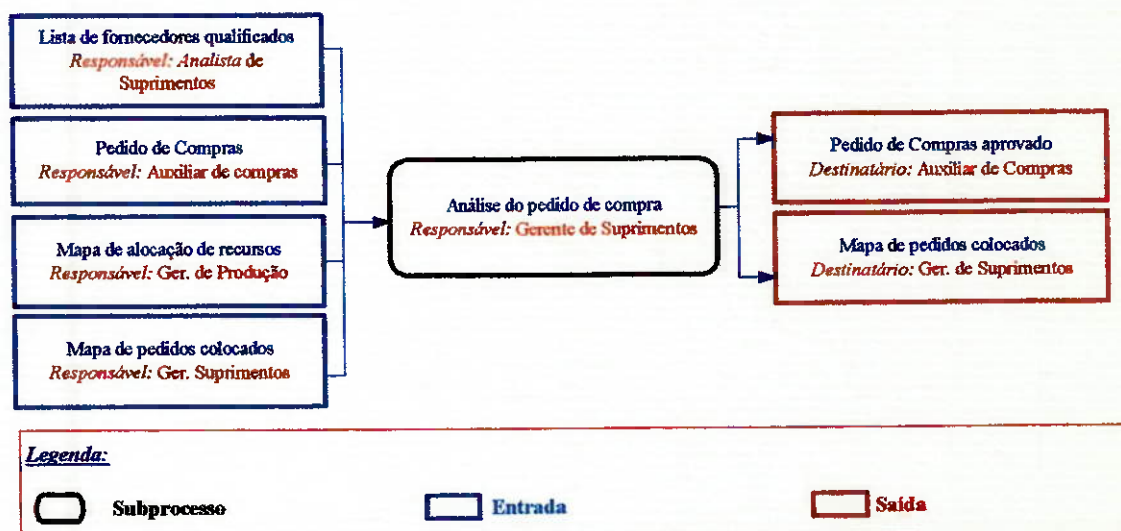 Lista de fornecedores qualificados
Responsável: Analista de
Suprimentos
Pedido de Compras
Responsável: Auxiliar de compras
Mapa de alocação de recursos
Responsável: Ger. de Produção
Mapa de pedidos colocados
Responsável: Ger. Suprimentos
Análise do pedido de compra
Responsável: Gerente de Suprimentos
Pedido de Compras aprovado
Destinatário: Auxiliar de Compras
Mapa de pedidos colocados
Destinatário: Ger. de Suprimentos
Legenda:
Subprocesso
Entrada
Saída